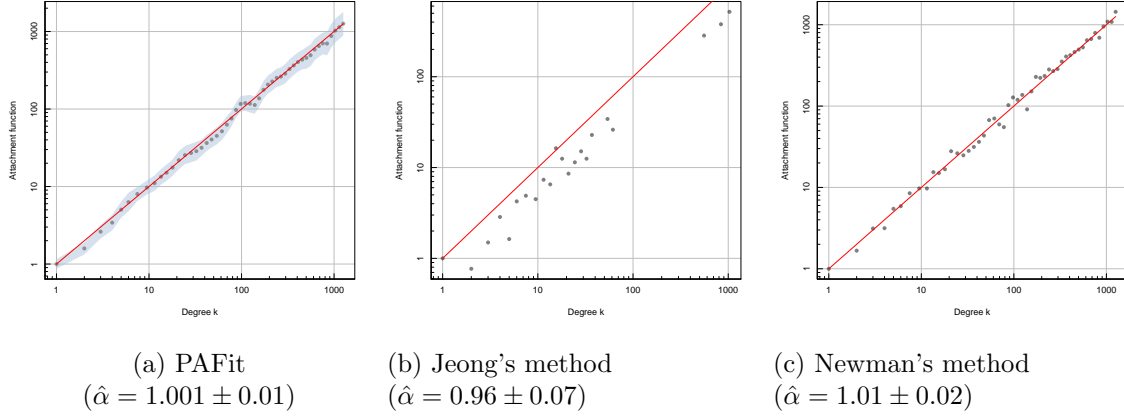 1000
100
10
1
Attachment function
1
10
100
1000
Degree k
100
10
1
Attachment function
1
10
100
1000
Degree k
1000
100
10
1
Attachment function
1
10
100
1000
Degree k
(a) PAFit
(α̂ = 1.001 ± 0.01)
(b) Jeong's method
(α̂ = 0.96 ± 0.07)
(c) Newman's method
(α̂ = 1.01 ± 0.02)